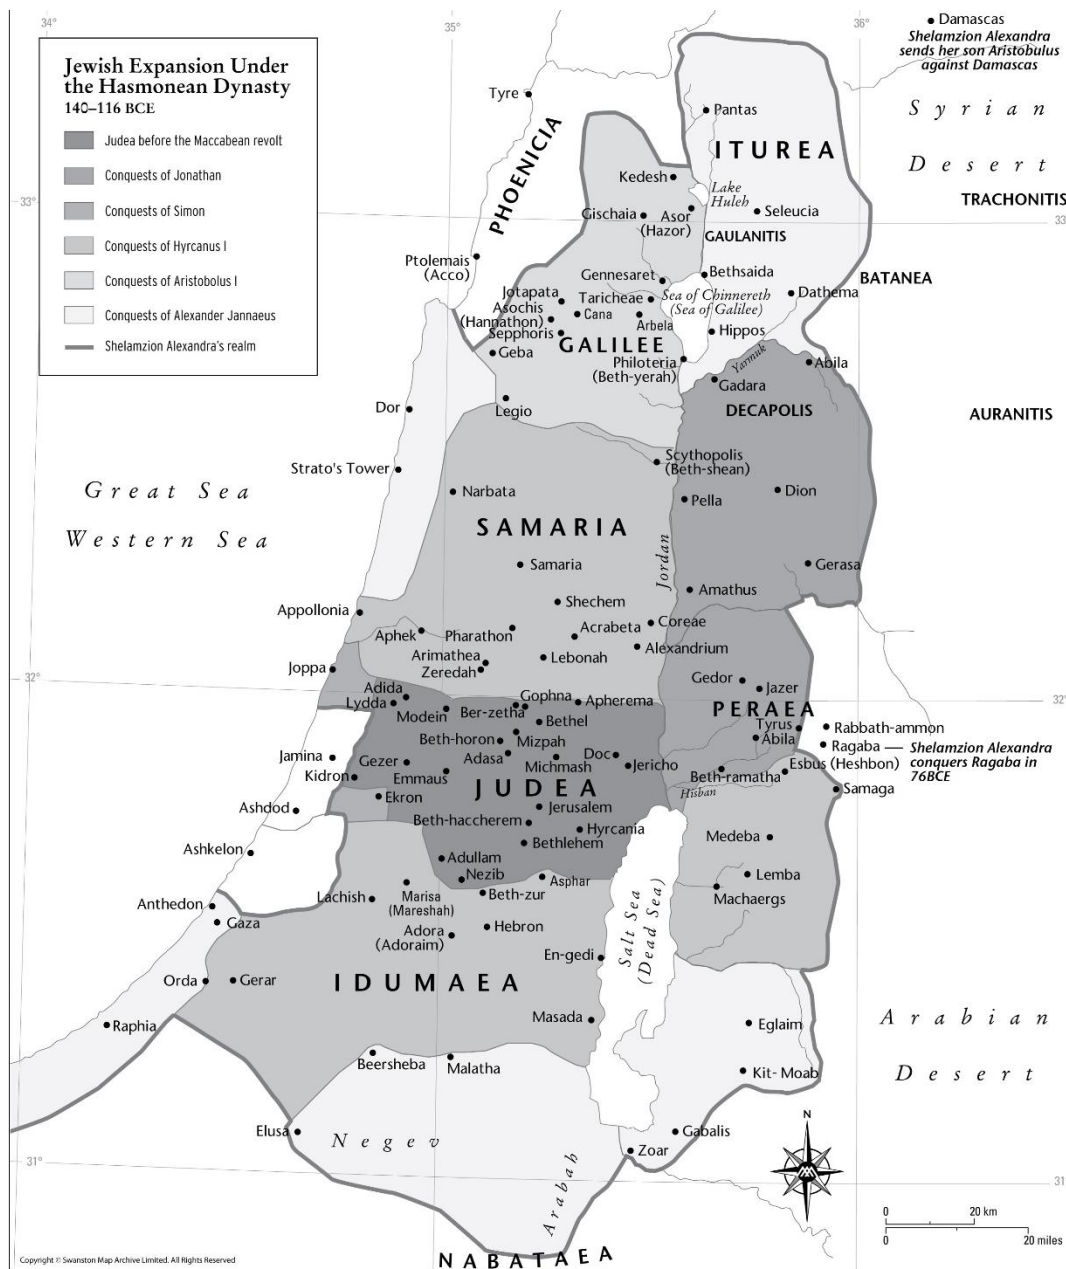 34°
35°
36°
Damascas
Shelamzion Alexandra
sends her son Aristobulus
against Damascas
Jewish Expansion Under
the Hasmonean Dynasty
140–116 BCE
Judea before the Maccabean revolt
Conquests of Jonathan
Conquests of Simon
Conquests of Hyrcanus I
Conquests of Aristobolus I
Conquests of Alexander Jannaeus
Shelamzion Alexandra's realm
Tyre
Pantas
Syrian
Desert
PHOENICIA
ITUREA
Kedesh
Lake
Huleh
TRACHONITIS
33°
33°
Gischaia
Asor
(Hazor)
Seleucia
GAULANITIS
Ptolemais
(Acco)
Gennesaret
Bethsaida
BATANEA
Jotapata
Taricheae
Sea of Chinnereth
(Sea of Galilee)
Dathema
Asochis
(Hannathon)
Cana
Arbela
Sepphoris
Hippos
GALILEE
Geba
Philoteria
(Beth-yerah)
Yarmuk
Abila
Gadara
Legio
Dor
DECAPOLIS
AURANITIS
Scythopolis
(Beth-shean)
Strato's Tower
Great Sea
Western Sea
Narbata
Dion
Pella
SAMARIA
Jordan
Samaria
Gerasa
Amathus
Shechem
Appollonia
Aphek
Pharathon
Acrabeta
Coreae
Arimathea
Zeredah
Lebonah
Alexandrium
Joppa
32°
32°
Gedor
Jazer
Adida
Lydda
Modein
Gophna
Ber-zetha
Apherema
PERAEA
Bethel
Tyrus
Abila
Rabbath-ammon
Beth-horon
Mizpah
Ragaba
Shelamzion Alexandra
conquers Ragaba in
76BCE
Jamina
Gezer
Adasa
Michmash
Doc
Jericho
Esbus (Heshbon)
Kidron
Emmaus
Beth-ramatha
JUDEA
Hisban
Samaga
Ekron
Ashdod
Jerusalem
Beth-haccherem
Hyrcania
Medeba
Bethlehem
Ashkelon
Adullam
Nezib
Asphar
Lemba
Lachish
Marisa
(Mareshah)
Beth-zur
Machaergs
Anthedon
Gaza
Hebron
Adora
(Adoraim)
Salt Sea
(Dead Sea)
En-gedi
Orda
Gerar
IDUMAEA
Masada
Raphia
Eglaim
Arabian
Desert
Beersheba
Malatha
Kit- Moab
Elusa
Negev
Gabalis
Zoar
N
31°
31°
Arabah
0
20 km
0
20 miles
NABATAEA
Copyright © Swanston Map Archive Limited. All Rights Reserved